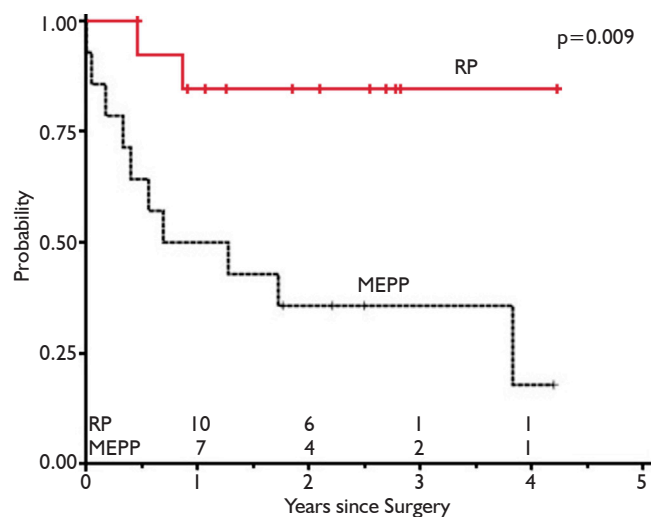 1.00
p=0.009
RP
0.75
Probability
0.50
MEPP
0.25
RP 10 6 1 1
MEPP 7 4 2 1
0.00
0 1 2 3 4 5
Years since Surgery